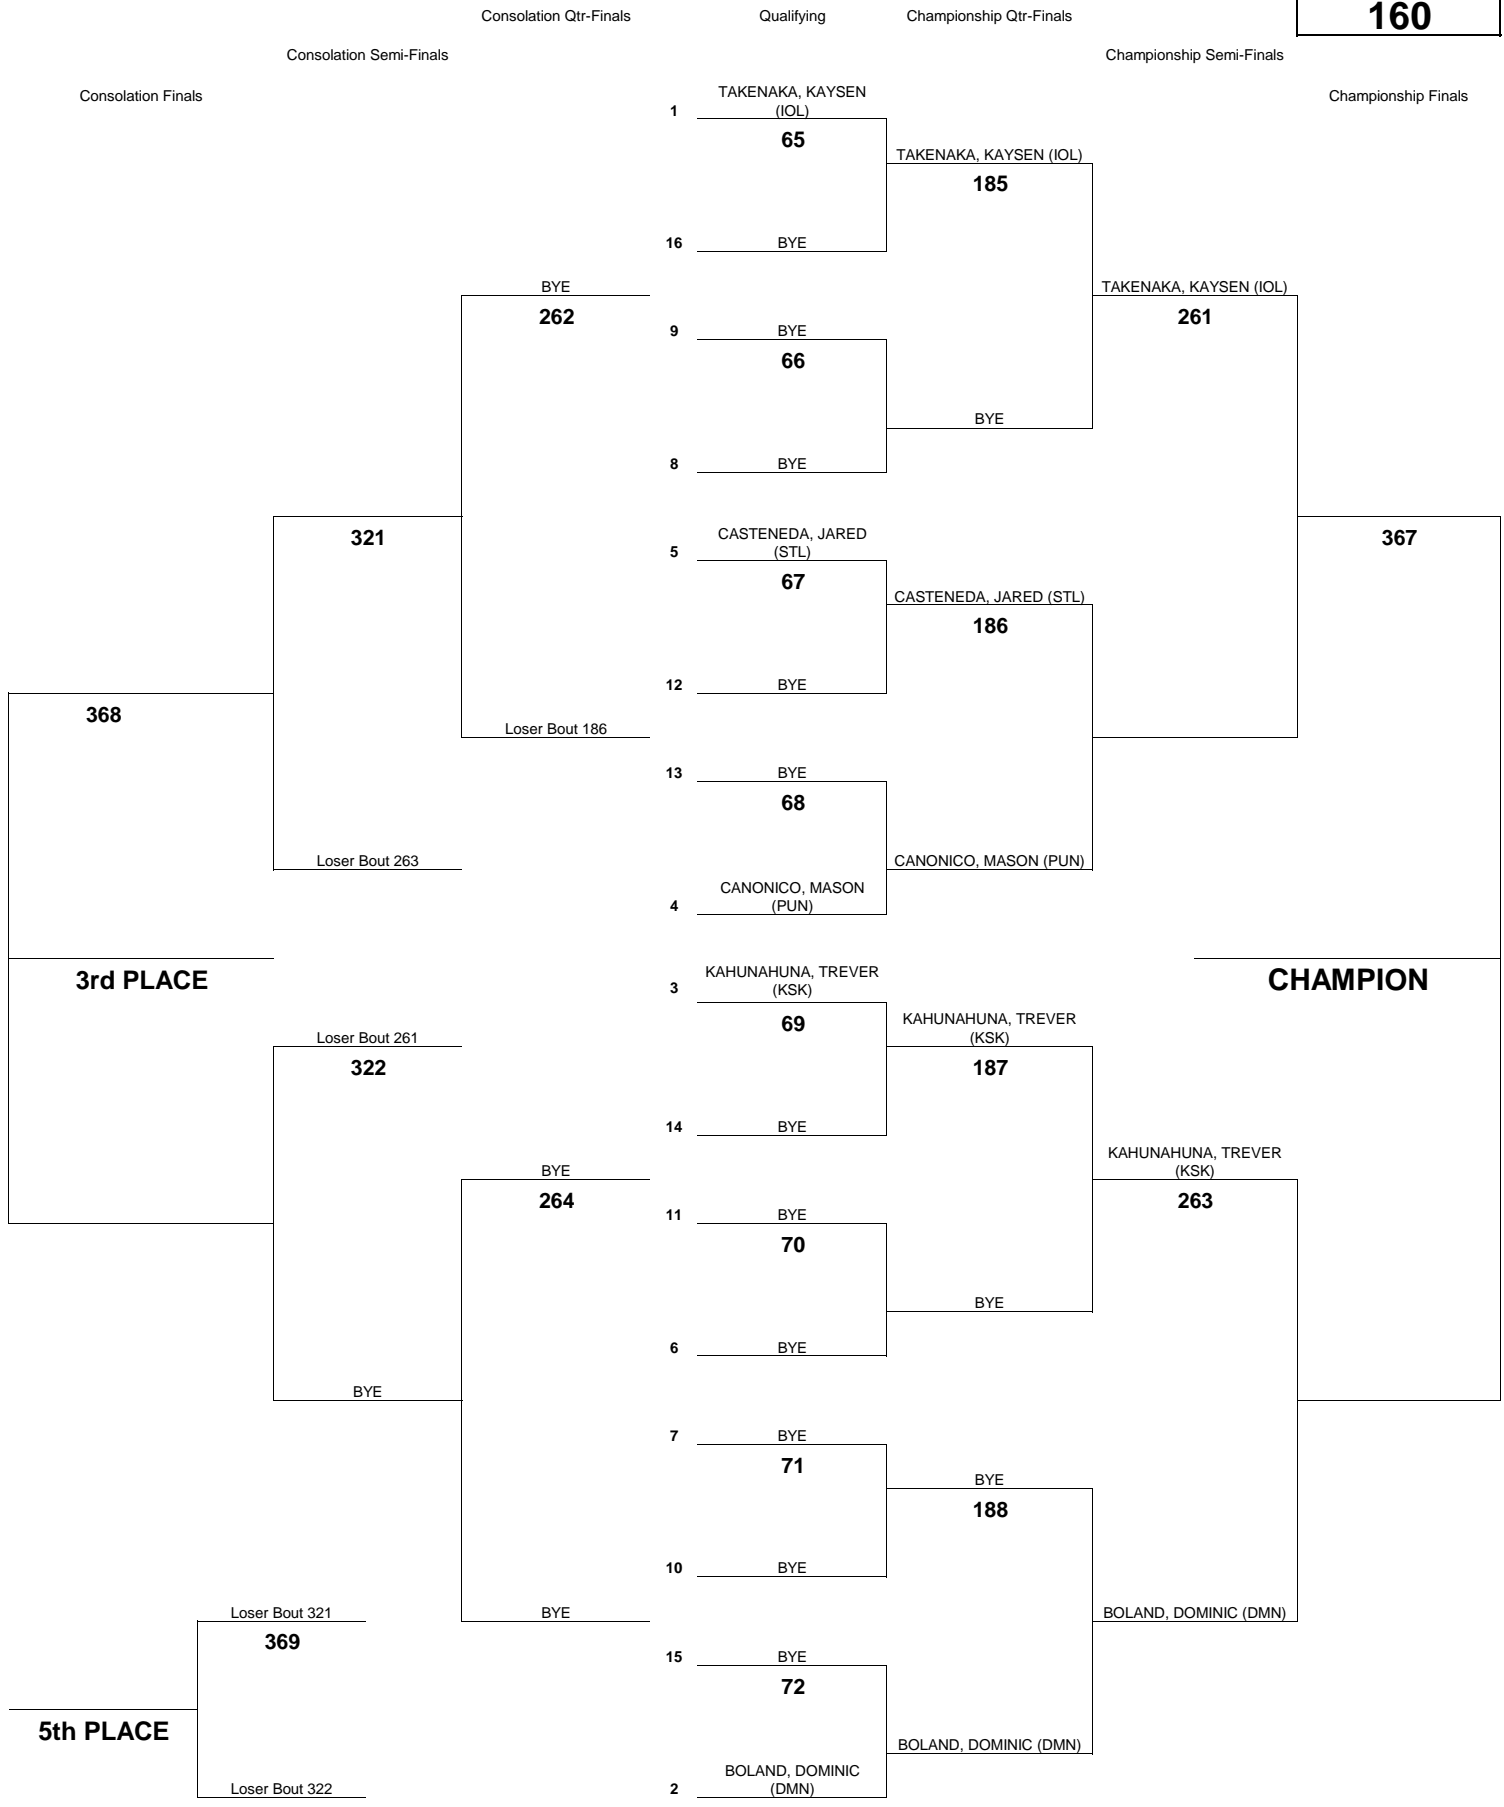 Consolation Qtr-Finals
Qualifying
Championship Qtr-Finals
160
Consolation Semi-Finals
Championship Semi-Finals
Consolation Finals
Championship Finals
TAKENAKA, KAYSEN
(IOL)
1
65
TAKENAKA, KAYSEN (IOL)
185
16
BYE
BYE
262
TAKENAKA, KAYSEN (IOL)
261
9
BYE
66
BYE
8
BYE
321
367
CASTENEDA, JARED
(STL)
5
67
CASTENEDA, JARED (STL)
186
12
BYE
368
Loser Bout 186
13
BYE
68
Loser Bout 263
CANONICO, MASON (PUN)
CANONICO, MASON
(PUN)
4
3rd PLACE
CHAMPION
KAHUNAHUNA, TREVER
(KSK)
3
69
KAHUNAHUNA, TREVER
(KSK)
187
Loser Bout 261
322
14
BYE
BYE
264
KAHUNAHUNA, TREVER
(KSK)
263
11
BYE
70
BYE
6
BYE
BYE
7
BYE
71
BYE
188
10
BYE
Loser Bout 321
369
BYE
BOLAND, DOMINIC (DMN)
15
BYE
72
5th PLACE
BOLAND, DOMINIC (DMN)
BOLAND, DOMINIC
(DMN)
2
Loser Bout 322